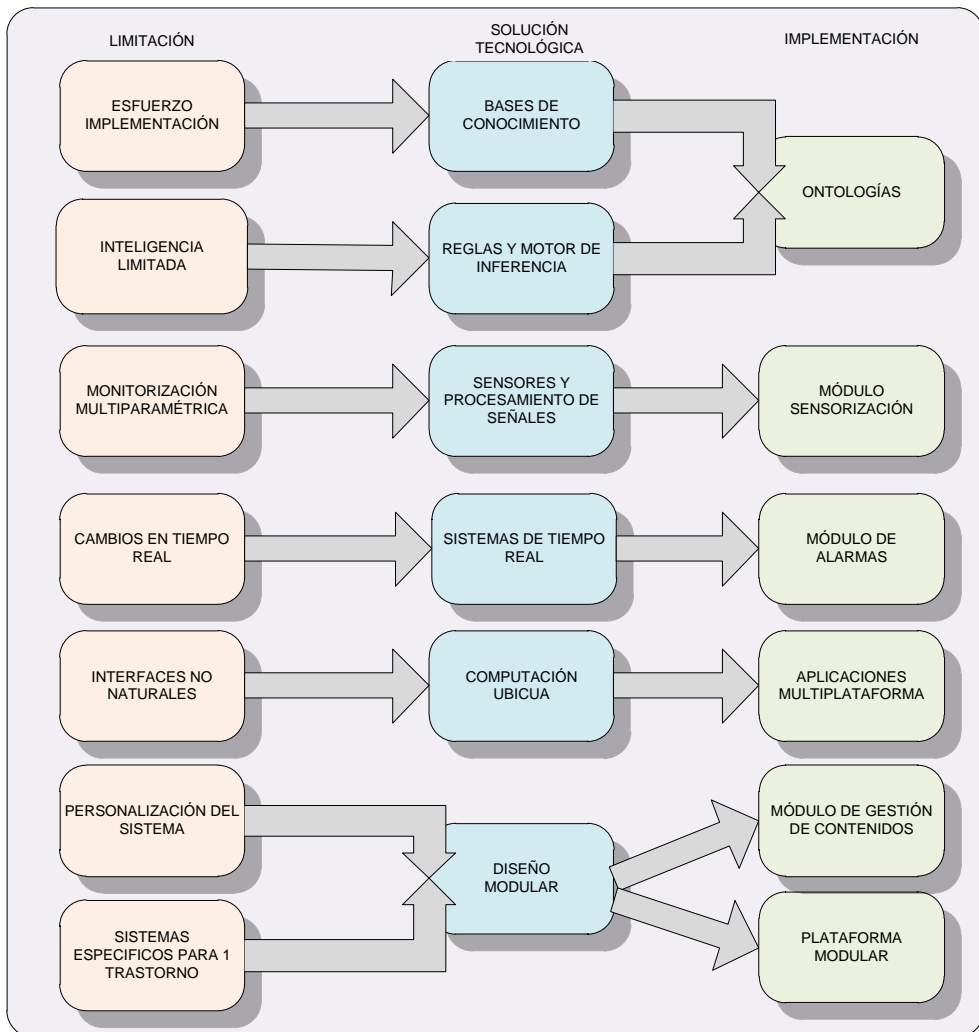 LIMITACIÓN
SOLUCIÓN
TECNOLÓGICA
IMPLEMENTACIÓN
ESFUERZO
IMPLEMENTACIÓN
BASES DE
CONOCIMIENTO
ONTOLOGÍAS
INTELIGENCIA
LIMITADA
REGLAS Y MOTOR DE
INFERENCIA
MONITORIZACIÓN
MULTIPARAMÉTRICA
SENSORES Y
PROCESAMIENTO DE
SEÑALES
MÓDULO
SENSORIZACIÓN
CAMBIOS EN TIEMPO
REAL
SISTEMAS DE TIEMPO
REAL
MÓDULO DE
ALARMAS
INTERFACES NO
NATURALES
COMPUTACIÓN
UBICUA
APLICACIONES
MULTIPLATAFORMA
PERSONALIZACIÓN DEL
SISTEMA
DISEÑO
MODULAR
MÓDULO DE GESTIÓN
DE CONTENIDOS
SISTEMAS
ESPECIFICOS PARA 1
TRASTORNO
PLATAFORMA
MODULAR